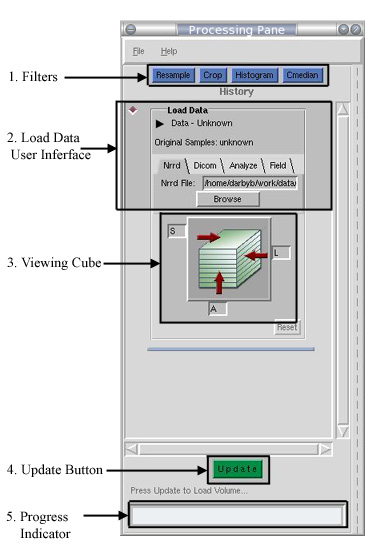 Processing Pane
File Help
1. Filters
Resample Crop Histogram Cmedian
History
Load Data
2. Load Data
User Inferface
Data - Unknown
Original Samples: unknown
Nrrd Dicom Analyze Field
Nrrd File: /home/darbyb/work/data/
Browse
3. Viewing Cube
S
L
A
Reset
4. Update Button
Update
Press Update to Load Volume...
5. Progress
Indicator